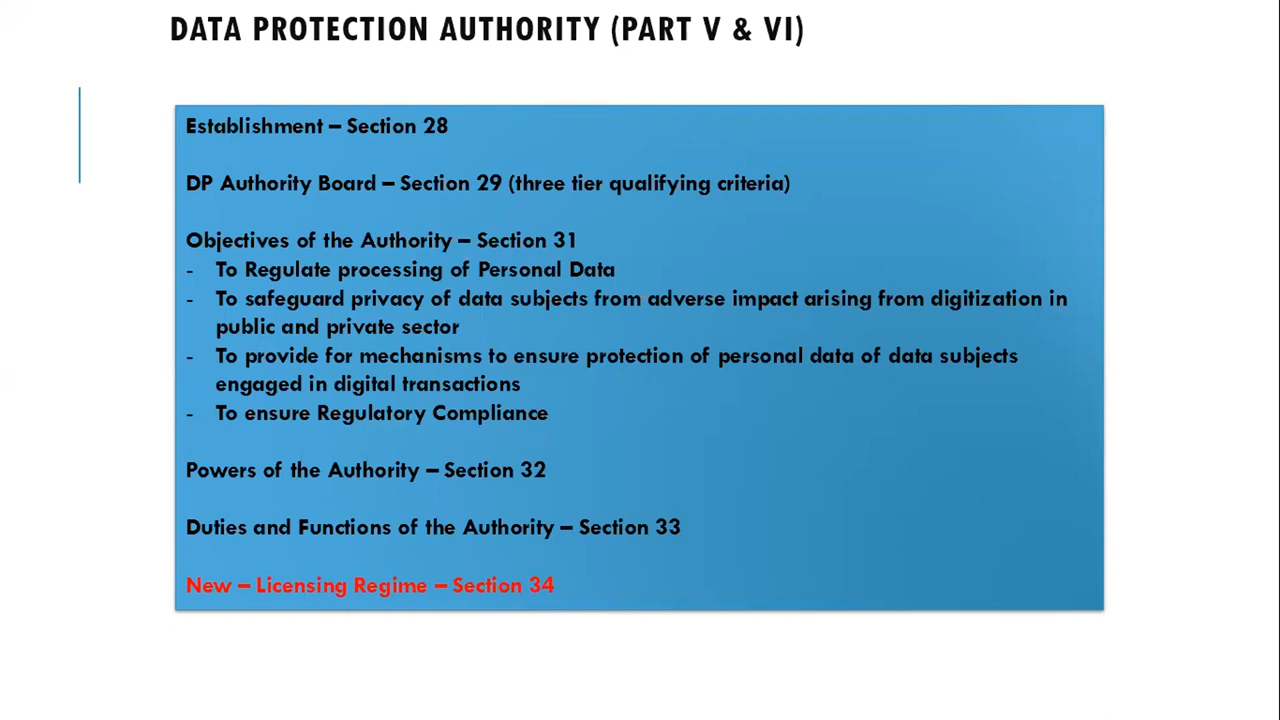 DATA PROTECTION AUTHORITY (PART V & VI)
Establishment – Section 28
DP Authority Board – Section 29 (three tier qualifying criteria)
Objectives of the Authority – Section 31
- To Regulate processing of Personal Data
- To safeguard privacy of data subjects from adverse impact arising from digitization in
public and private sector
- To provide for mechanisms to ensure protection of personal data of data subjects
engaged in digital transactions
- To ensure Regulatory Compliance
Powers of the Authority – Section 32
Duties and Functions of the Authority – Section 33
New – Licensing Regime – Section 34